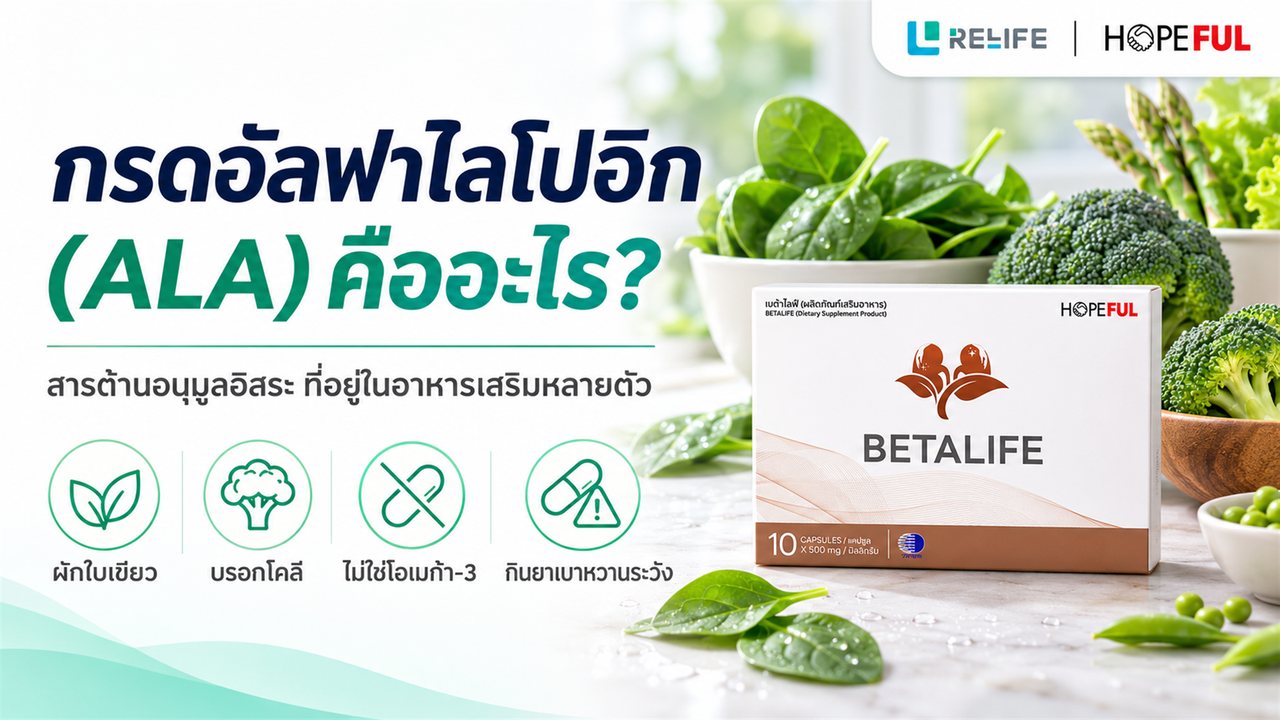 RELIFE | HOPEFUL
กรดอัลฟาไลโปอิก
(ALA) คืออะไร?
สารต้านอนุมูลอิสระ ที่อยู่ในอาหารเสริมหลายตัว
ผักใบเขียว
บรอกโคลี
ไม่ใช่โอเมก้า-3
กินยาเบาหวานระวัง
เบต้าไลฟ์ (ผลิตภัณฑ์เสริมอาหาร)
BETALIFE (Dietary Supplement Product)
HOPEFUL
BETALIFE
10 CAPSULES / แคปซูล
X 500 mg / มิลลิกรัม